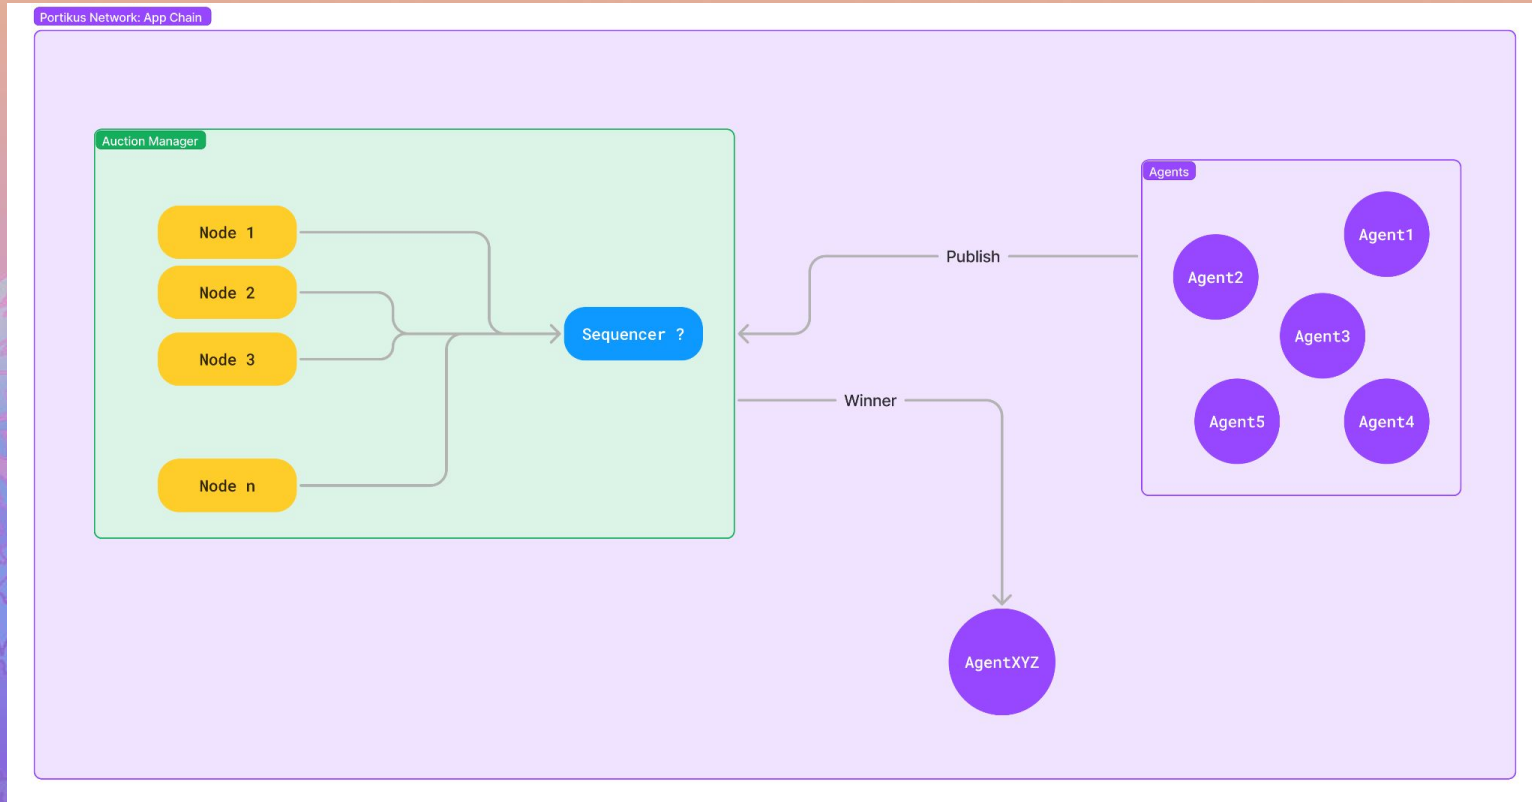 Portikus Network: App Chain
Auction Manager
Node 1
Node 2
Node 3
Node n
Sequencer ?
Publish
Winner
Agents
Agent1
Agent2
Agent3
Agent5
Agent4
AgentXYZ